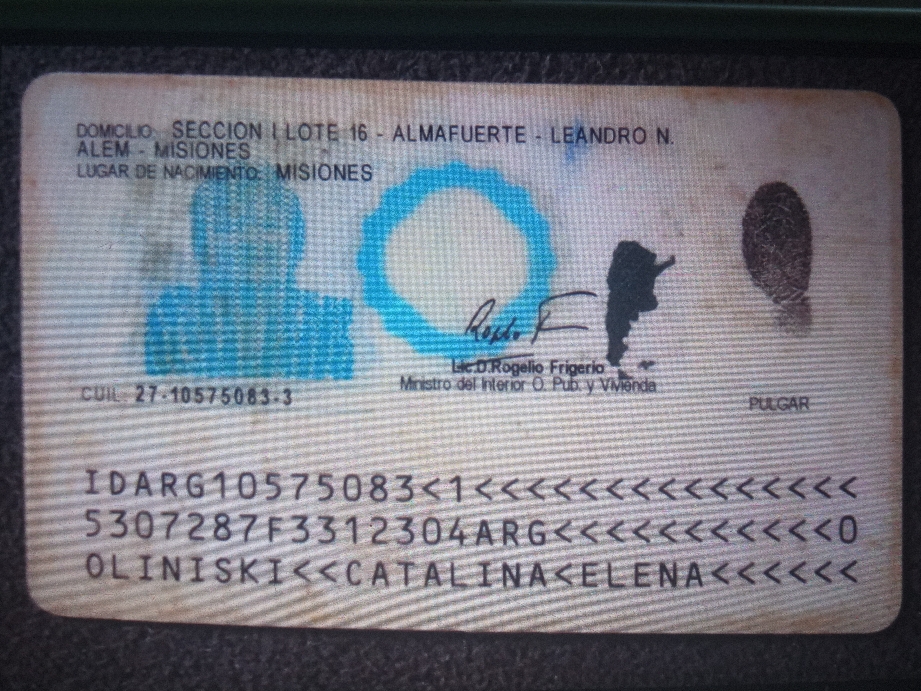 DOMICILIO: SECCION I LOTE 16 - ALMAFUERTE - LEANDRO N.
ALEM - MISIONES
LUGAR DE NACIMIENTO: MISIONES
Lic.D.Rogelio Frigerio
Ministro del Interior O. Pub. y Vivienda
CUIL: 27-10575083-3
PULGAR
IDARG10575083<1<<<<<<<<<<<<<<<
5307287F3312304ARG<<<<<<<<<<<0
OLINISKI<<CATALINA<ELENA<<<<<<